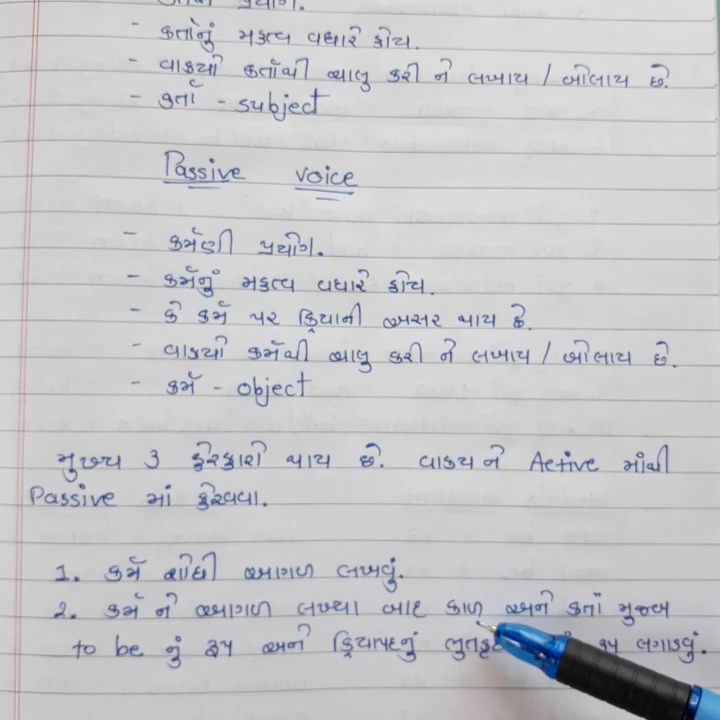 પ્રયોગ.
- કર્તાનું મહત્વ વધારે હોય.
- વાક્યો કર્તાથી ચાલુ કરી ને લખાય / બોલાય છે.
- કર્તા - subject
Passive voice
- કર્મણી પ્રયોગ.
- કર્મનું મહત્વ વધારે હોય.
- કે કર્મ પર ક્રિયાની અસર થાય છે.
- વાક્યો કર્મથી ચાલુ કરી ને લખાય / બોલાય છે.
- કર્મ - object
મુખ્ય 3 ફેરફારો થાય છે. વાક્ય ને Active માંથી
Passive માં ફેરવવા.
1. કર્મ શોધી આગળ લખવું.
2. કર્મ ને આગળ લખ્યા બાદ કાળ અને કર્તા મુજબ
to be નું રૂપ અને ક્રિયાપદનું રૂપ લગાડવું.